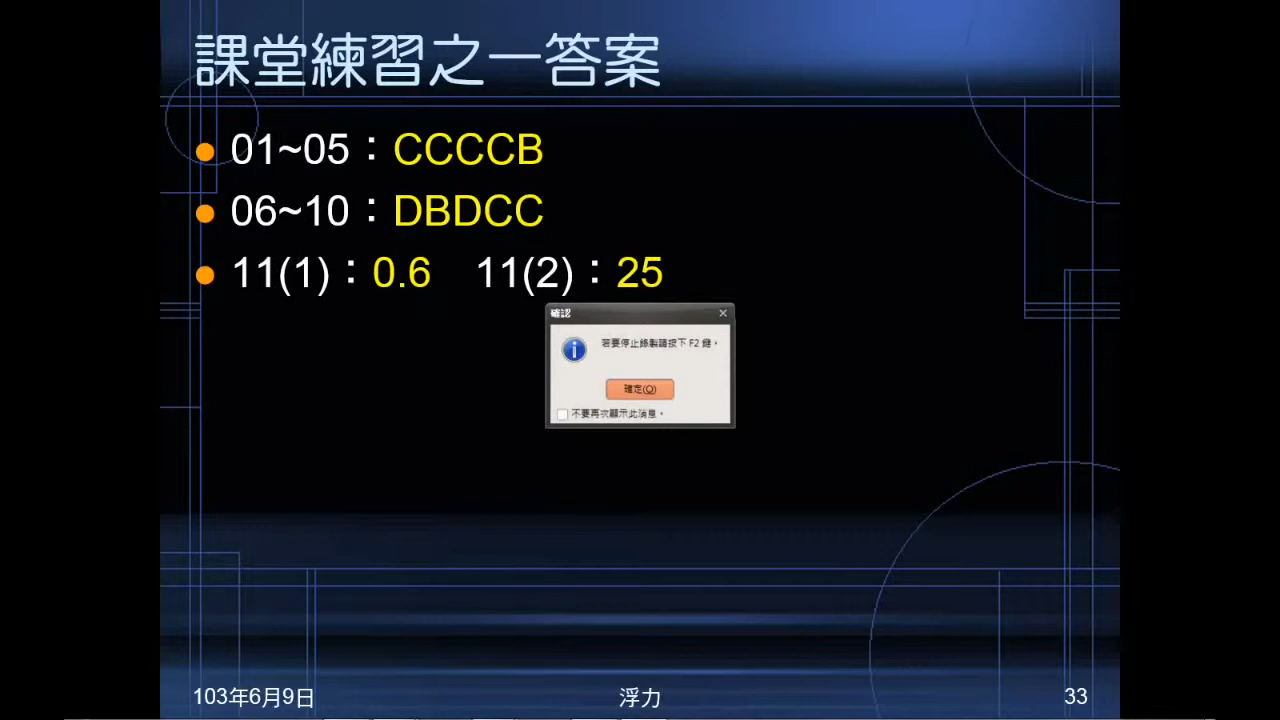 課堂練習之一答案
01~05：CCCCB
06~10：DBDCC
11(1)：0.6 11(2)：25
確認
若要停止錄製請按下 F2 鍵。
確定(O)
不要再次顯示此消息。
103年6月9日 浮力 33